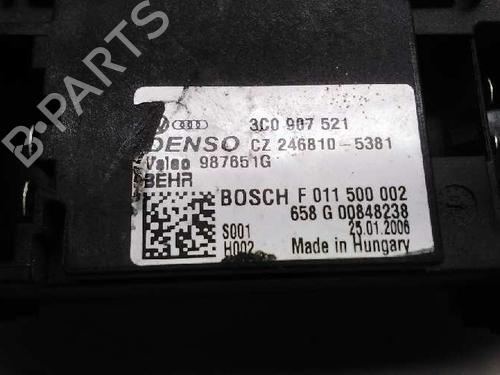 3C0 907 521
DENSO CZ 246810-5381
Valeo 987651G
BEHR
BOSCH F 011 500 002
658 G 00848238
S001 25.01.2006
H002 Made in Hungary
B-PARTS